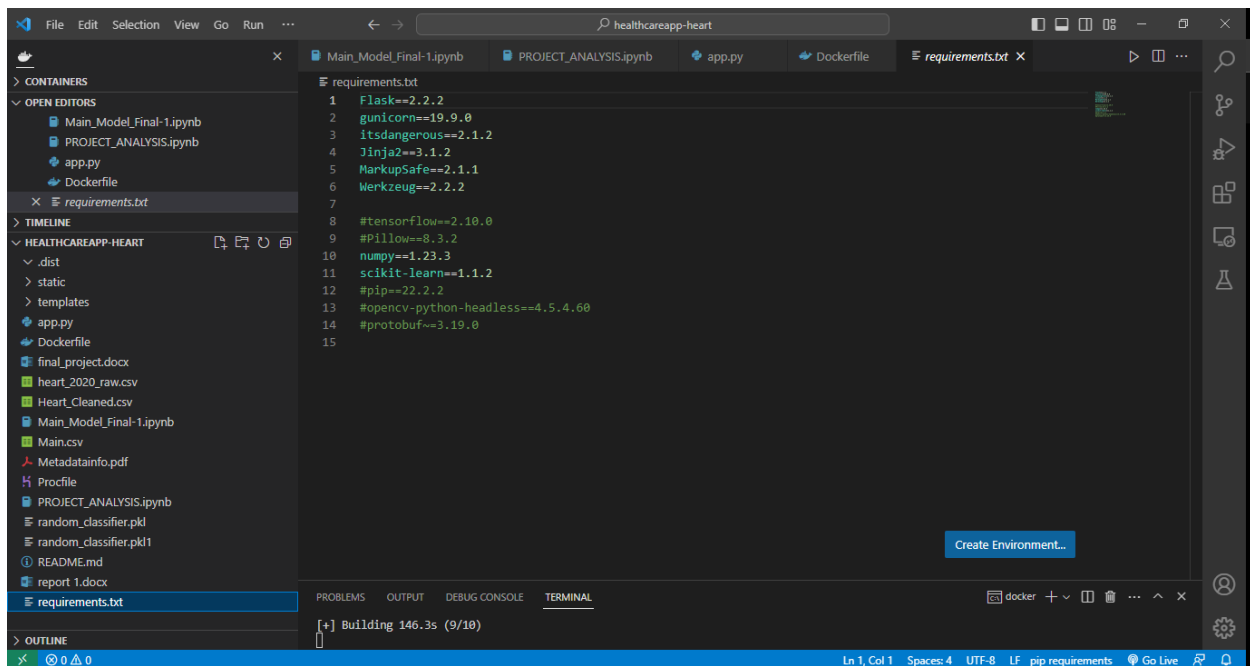 File Edit Selection View Go Run ··· healthcareapp-heart
Main_Model_Final-1.ipynb PROJECT_ANALYSIS.ipynb app.py Dockerfile requirements.txt
CONTAINERS
OPEN EDITORS
Main_Model_Final-1.ipynb
PROJECT_ANALYSIS.ipynb
app.py
Dockerfile
requirements.txt
TIMELINE
HEALTHCAREAPP-HEART
.dist
static
templates
app.py
Dockerfile
final_project.docx
heart_2020_raw.csv
Heart_Cleaned.csv
Main_Model_Final-1.ipynb
Main.csv
Metadatainfo.pdf
Procfile
PROJECT_ANALYSIS.ipynb
random_classifier.pkl
random_classifier.pkl1
README.md
report 1.docx
requirements.txt
OUTLINE
requirements.txt
1 Flask==2.2.2
2 gunicorn==19.9.0
3 itsdangerous==2.1.2
4 Jinja2==3.1.2
5 MarkupSafe==2.1.1
6 Werkzeug==2.2.2
7
8 #tensorflow==2.10.0
9 #Pillow==8.3.2
10 numpy==1.23.3
11 scikit-learn==1.1.2
12 #pip==22.2.2
13 #opencv-python-headless==4.5.4.60
14 #protobuf~=3.19.0
15
Create Environment...
PROBLEMS OUTPUT DEBUG CONSOLE TERMINAL docker
[+] Building 146.3s (9/10)
0 0 Ln 1, Col 1 Spaces: 4 UTF-8 LF pip requirements Go Live